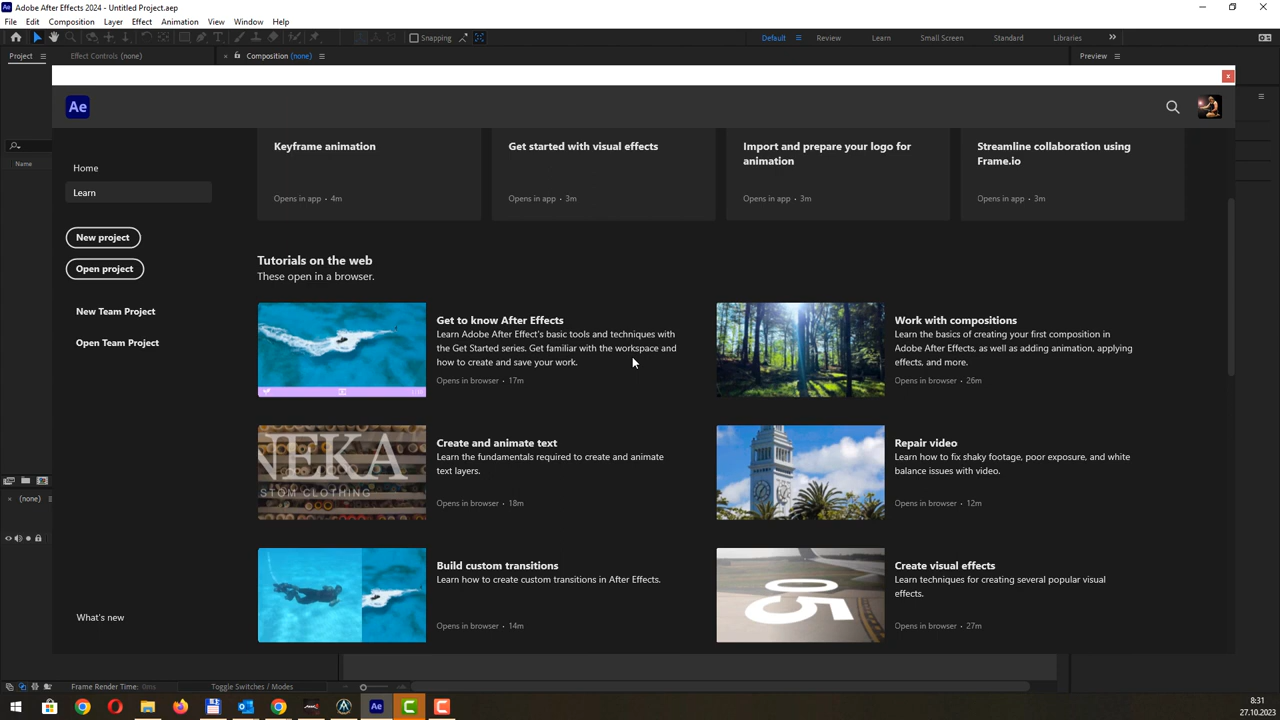 Adobe After Effects 2024 - Untitled Project.aep
File Edit Composition Layer Effect Animation View Window Help
Snapping
Default Review Learn Small Screen Standard Libraries
Project Effect Controls (none) Composition (none) Preview
Ae
Name
Home
Learn
New project
Open project
New Team Project
Open Team Project
What's new
Keyframe animation
Opens in app • 4m
Get started with visual effects
Opens in app • 3m
Import and prepare your logo for
animation
Opens in app • 3m
Streamline collaboration using
Frame.io
Opens in app • 3m
Tutorials on the web
These open in a browser.
Get to know After Effects
Learn Adobe After Effect's basic tools and techniques with
the Get Started series. Get familiar with the workspace and
how to create and save your work.
Opens in browser • 17m
Work with compositions
Learn the basics of creating your first composition in
Adobe After Effects, as well as adding animation, applying
effects, and more.
Opens in browser • 26m
NEKA
STOM CLOTHING
Create and animate text
Learn the fundamentals required to create and animate
text layers.
Opens in browser • 18m
Repair video
Learn how to fix shaky footage, poor exposure, and white
balance issues with video.
Opens in browser • 12m
Build custom transitions
Learn how to create custom transitions in After Effects.
Opens in browser • 14m
05
Create visual effects
Learn techniques for creating several popular visual
effects.
Opens in browser • 27m
(none)
Frame Render Time: 0ms Toggle Switches / Modes
Ae
8:31
27.10.2023